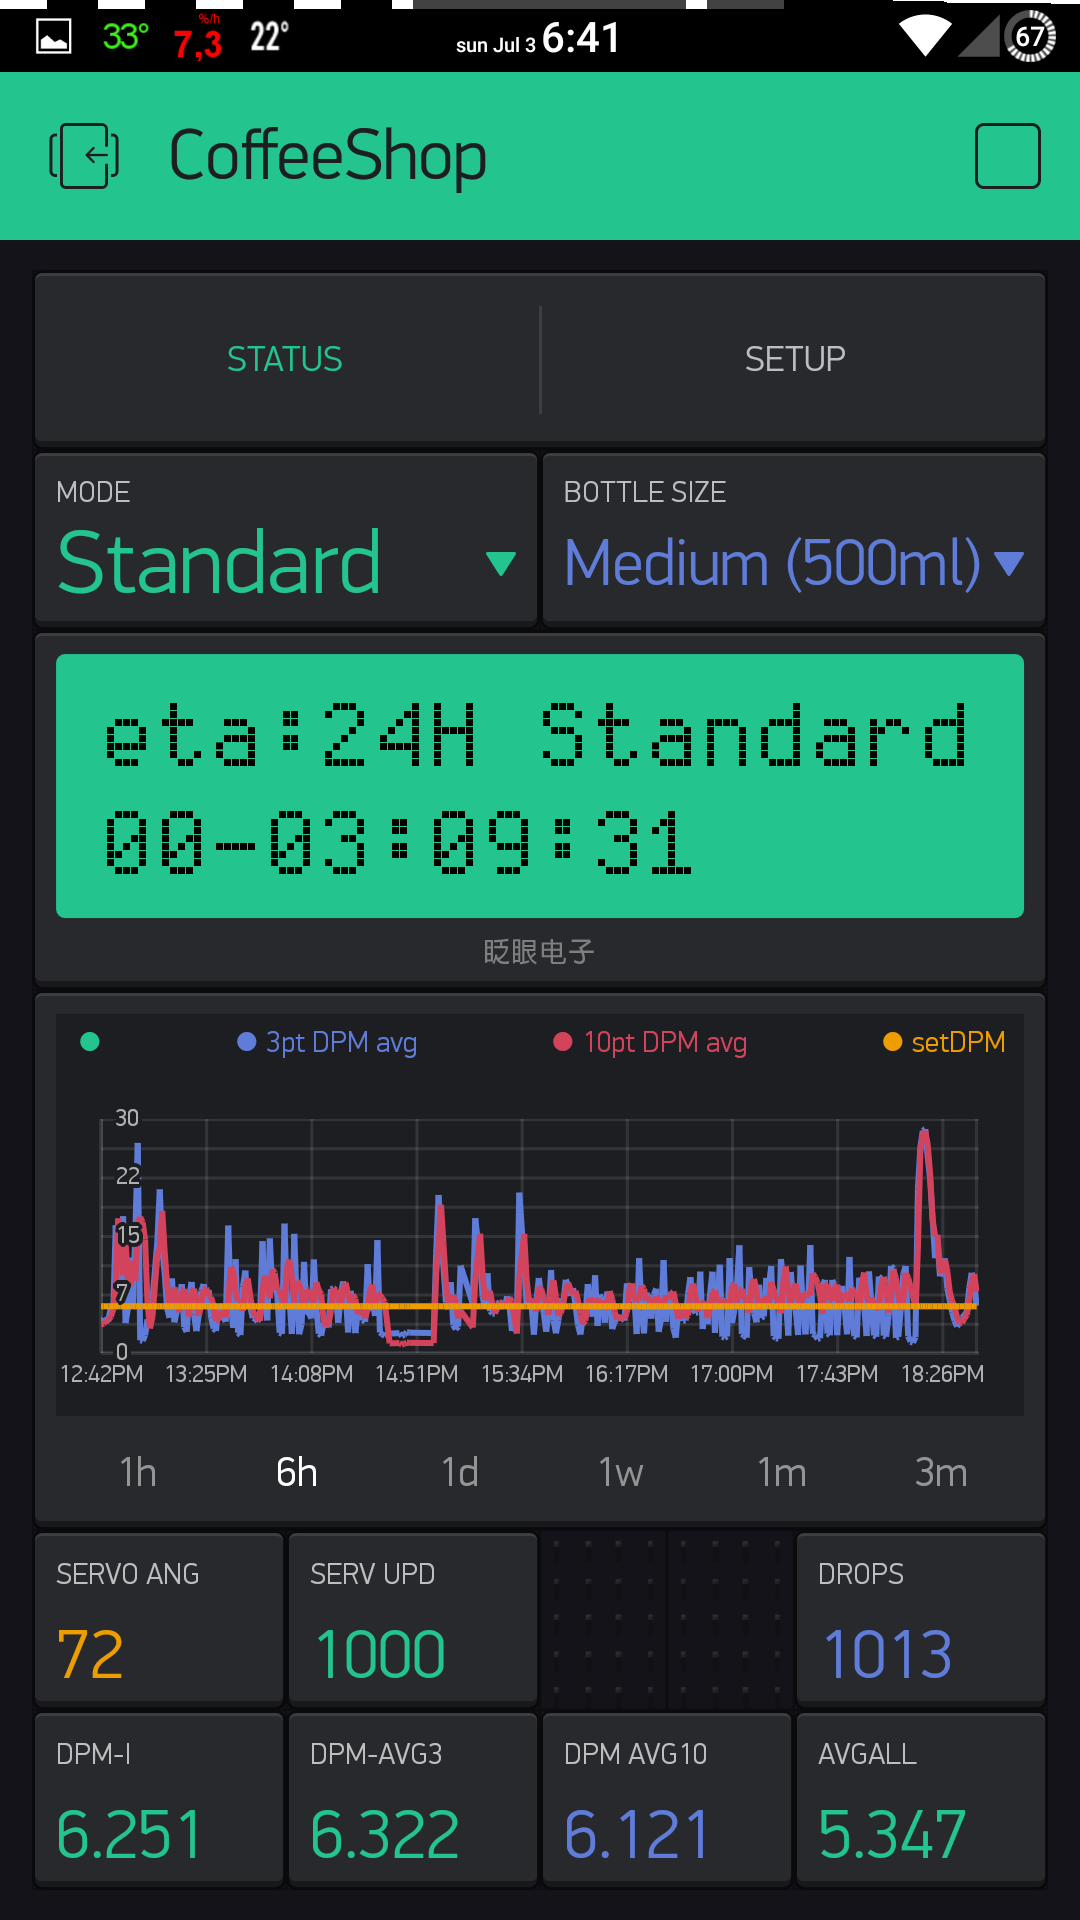 33° %/h 7,3 22° sun Jul 3 6:41 67
CoffeeShop
STATUS SETUP
MODE BOTTLE SIZE
Standard Medium (500ml)
eta:24H Standard
00-03:09:31
眨眼电子
3pt DPM avg 10pt DPM avg setDPM
30
22
15
7
0
12:42PM 13:25PM 14:08PM 14:51PM 15:34PM 16:17PM 17:00PM 17:43PM 18:26PM
1h 6h 1d 1w 1m 3m
SERVO ANG SERV UPD DROPS
72 1000 1013
DPM-I DPM-AVG3 DPM AVG10 AVGALL
6.251 6.322 6.121 5.347